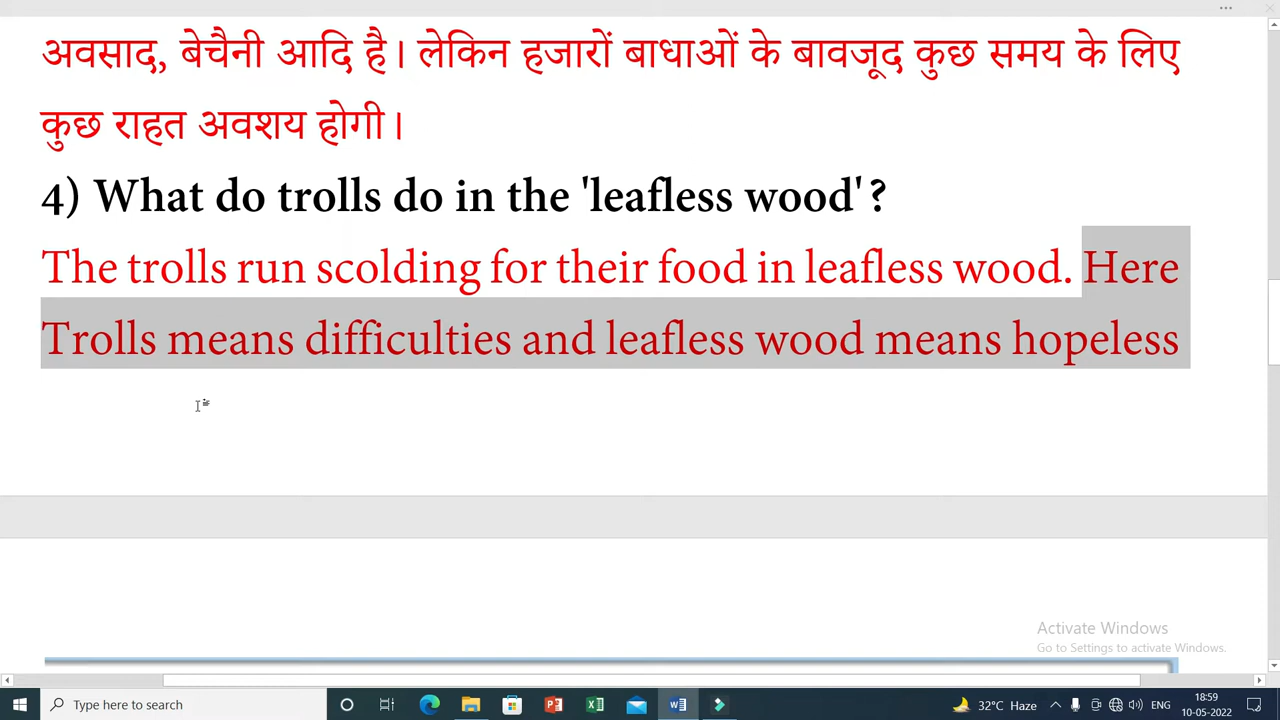 अवसाद, बेचैनी आदि है। लेकिन हजारों बाधाओं के बावजूद कुछ समय के लिए
कुछ राहत अवशय होगी।
4) What do trolls do in the 'leafless wood'?
The trolls run scolding for their food in leafless wood. Here
Trolls means difficulties and leafless wood means hopeless
Activate Windows
Go to Settings to activate Windows.
Type here to search
32°C Haze
ENG
18:59
10-05-2022